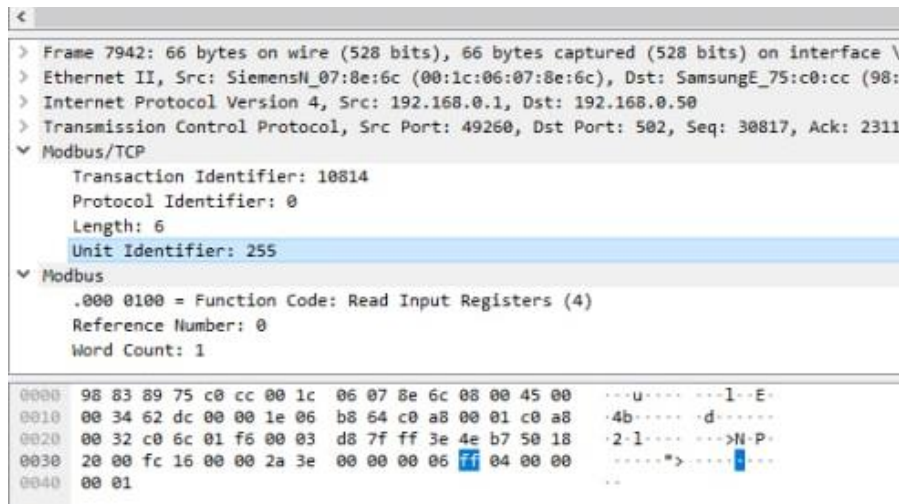 <
> Frame 7942: 66 bytes on wire (528 bits), 66 bytes captured (528 bits) on interface \
> Ethernet II, Src: SiemensN_07:8e:6c (00:1c:06:07:8e:6c), Dst: SamsungE_75:c0:cc (98:
> Internet Protocol Version 4, Src: 192.168.0.1, Dst: 192.168.0.50
> Transmission Control Protocol, Src Port: 49260, Dst Port: 502, Seq: 30817, Ack: 2311
Modbus/TCP
Transaction Identifier: 10814
Protocol Identifier: 0
Length: 6
Unit Identifier: 255
Modbus
.000 0100 = Function Code: Read Input Registers (4)
Reference Number: 0
Word Count: 1
0000 98 83 89 75 c0 cc 00 1c 06 07 8e 6c 08 00 45 00 ···u···· ···l··E·
0010 00 34 62 dc 00 00 1e 06 b8 64 c0 a8 00 01 c0 a8 ·4b····· ·d······
0020 00 32 c0 6c 01 f6 00 03 d8 7f ff 3e 4e b7 50 18 ·2·l···· ···>N·P·
0030 20 00 fc 16 00 00 2a 3e 00 00 00 06 ff 04 00 00 ·····*> ········
0040 00 01 ··